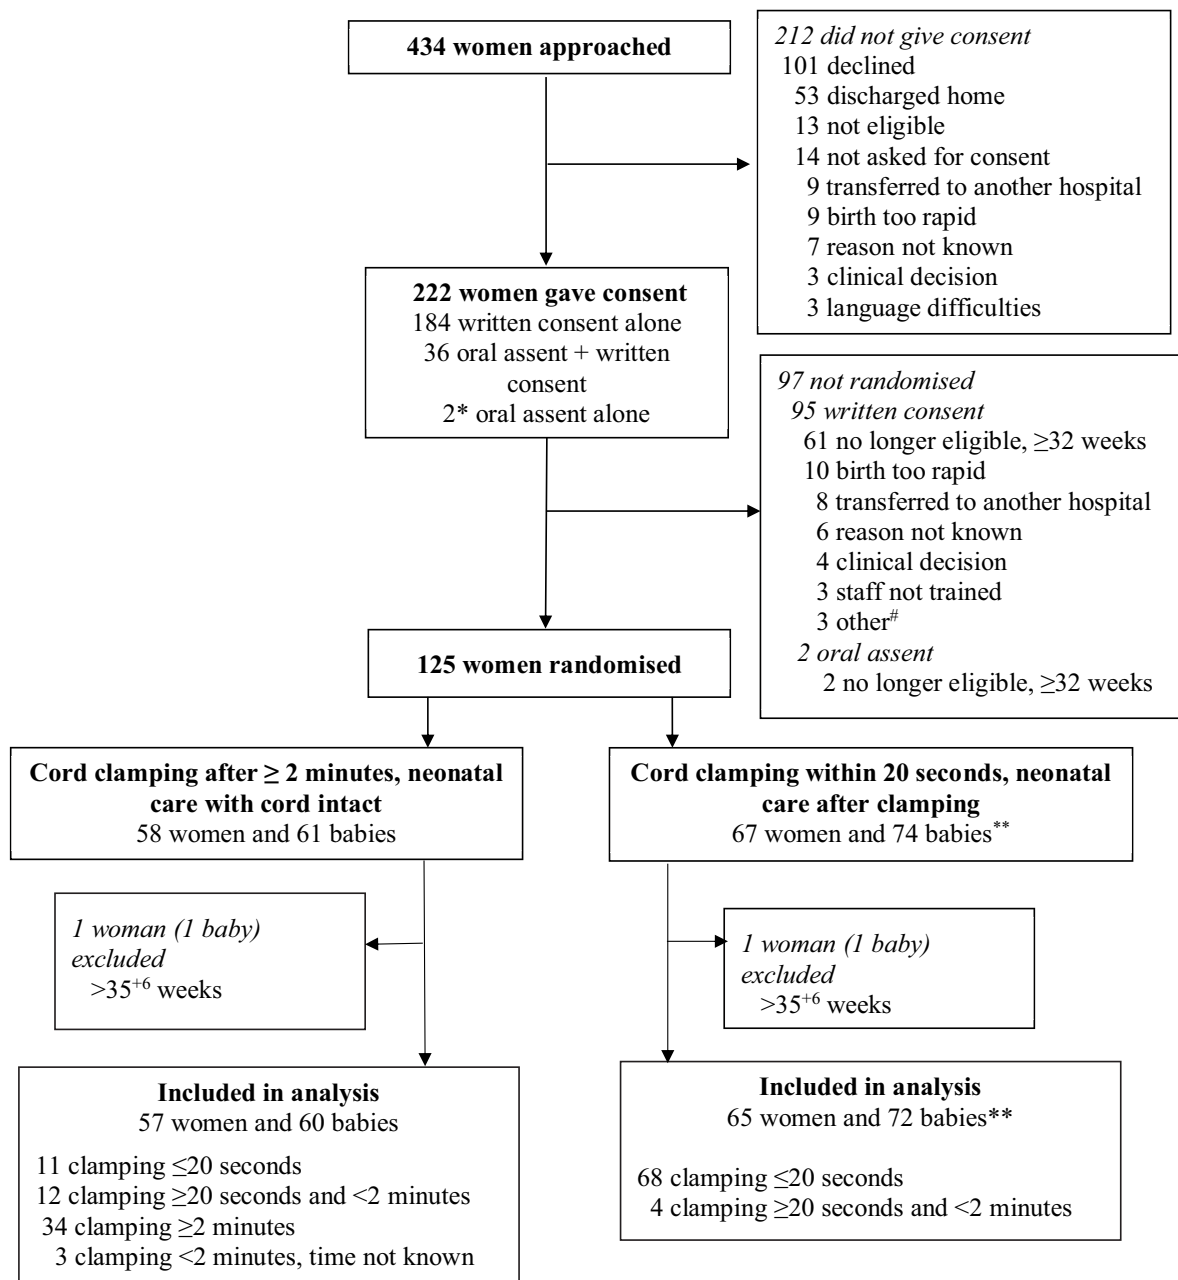 434 women approached
212 did not give consent
101 declined
53 discharged home
13 not eligible
14 not asked for consent
9 transferred to another hospital
9 birth too rapid
7 reason not known
3 clinical decision
3 language difficulties
222 women gave consent
184 written consent alone
36 oral assent + written
consent
2* oral assent alone
97 not randomised
95 written consent
61 no longer eligible, ≥32 weeks
10 birth too rapid
8 transferred to another hospital
6 reason not known
4 clinical decision
3 staff not trained
3 other#
2 oral assent
2 no longer eligible, ≥32 weeks
125 women randomised
Cord clamping after ≥ 2 minutes, neonatal
care with cord intact
58 women and 61 babies
Cord clamping within 20 seconds, neonatal
care after clamping
67 women and 74 babies**
1 woman (1 baby)
excluded
>35+6 weeks
1 woman (1 baby)
excluded
>35+6 weeks
Included in analysis
57 women and 60 babies
11 clamping ≤20 seconds
12 clamping ≥20 seconds and <2 minutes
34 clamping ≥2 minutes
3 clamping <2 minutes, time not known
Included in analysis
65 women and 72 babies**
68 clamping ≤20 seconds
4 clamping ≥20 seconds and <2 minutes